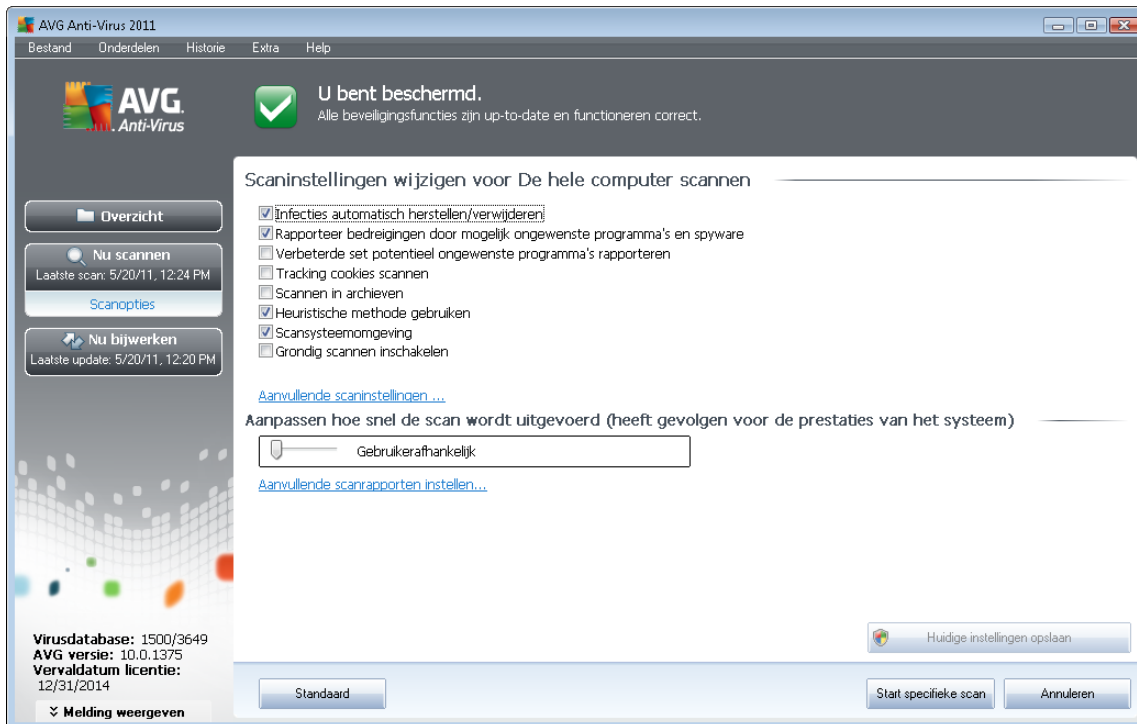 AVG Anti-Virus 2011
Bestand Onderdelen Historie Extra Help
AVG.
Anti-Virus
U bent beschermd.
Alle beveiligingsfuncties zijn up-to-date en functioneren correct.
Overzicht
Nu scannen
Laatste scan: 5/20/11, 12:24 PM
Scanopties
Nu bijwerken
Laatste update: 5/20/11, 12:20 PM
Scaninstellingen wijzigen voor De hele computer scannen
Infecties automatisch herstellen/verwijderen
Rapporteer bedreigingen door mogelijk ongewenste programma's en spyware
Verbeterde set potentieel ongewenste programma's rapporteren
Tracking cookies scannen
Scannen in archieven
Heuristische methode gebruiken
Scansysteemomgeving
Grondig scannen inschakelen
Aanvullende scaninstellingen ...
Aanpassen hoe snel de scan wordt uitgevoerd (heeft gevolgen voor de prestaties van het systeem)
Gebruikerafhankelijk
Aanvullende scanrapporten instellen...
Virusdatabase: 1500/3649
AVG versie: 10.0.1375
Vervaldatum licentie:
12/31/2014
Melding weergeven
Huidige instellingen opslaan
Standaard
Start specifieke scan
Annuleren